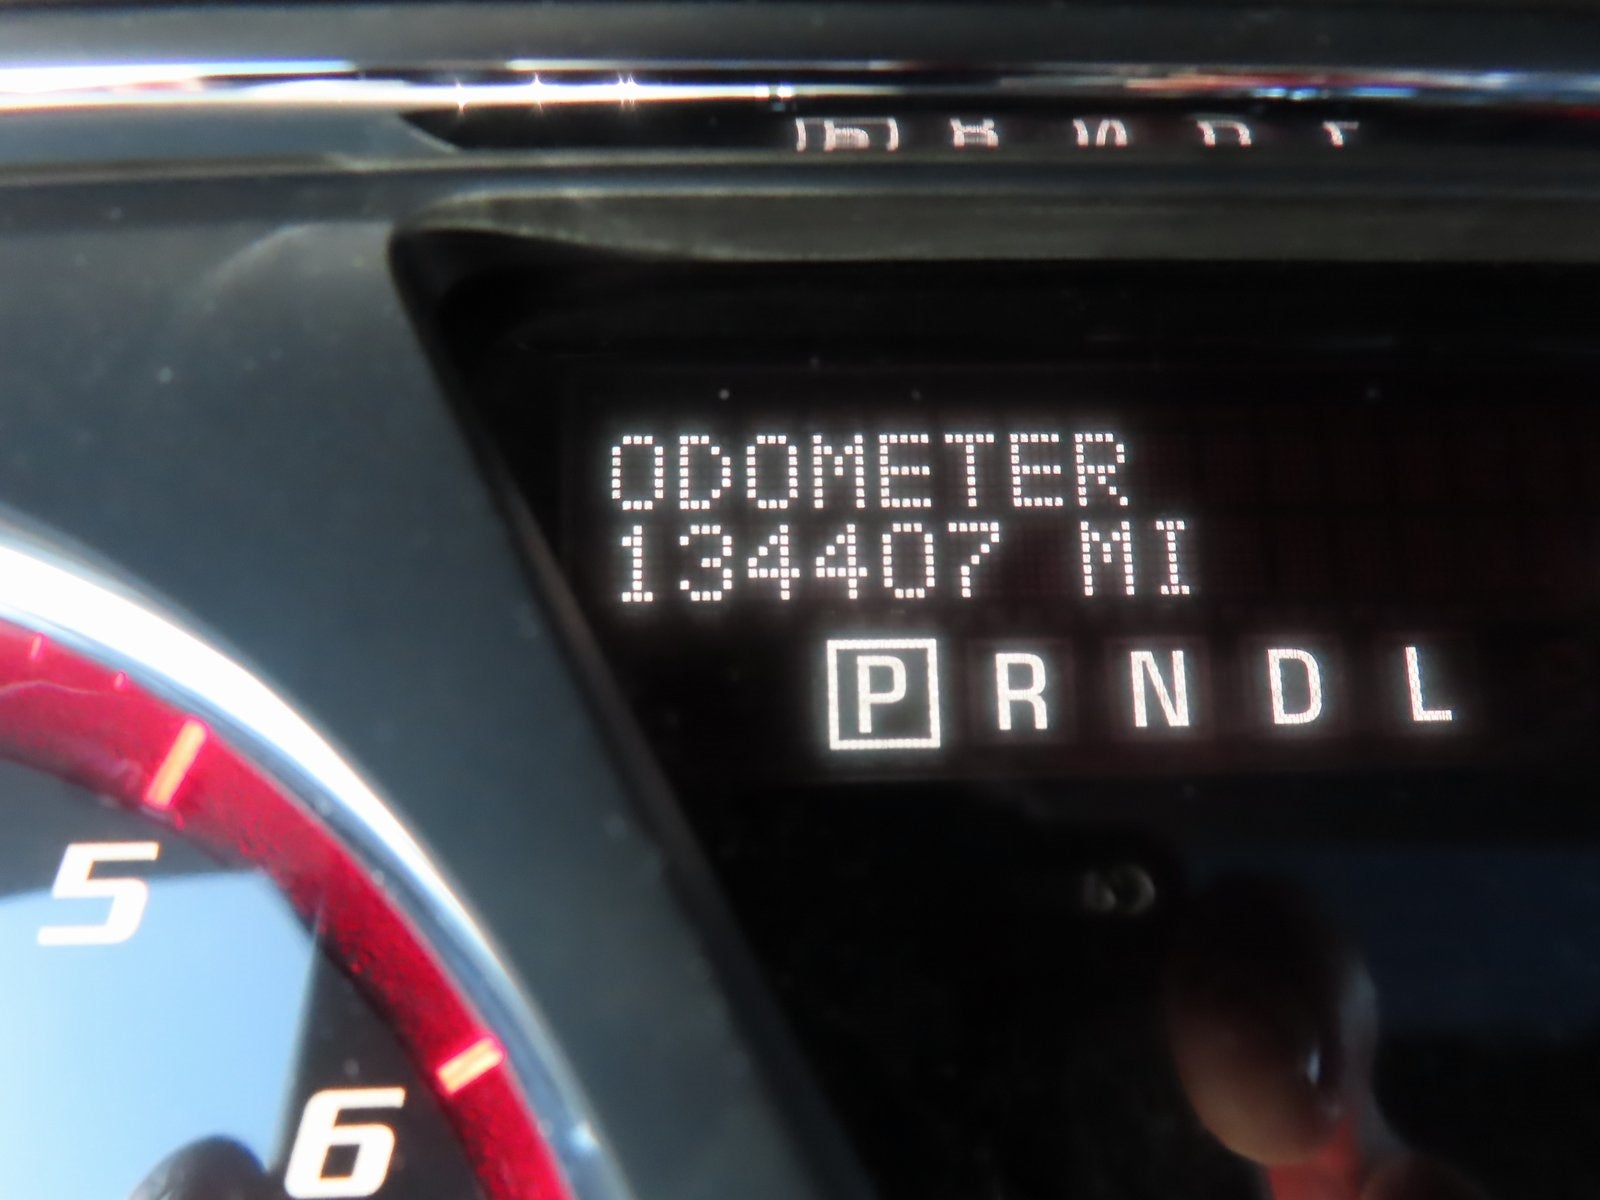 ODOMETER
134407 MI
P R N D L
5
6